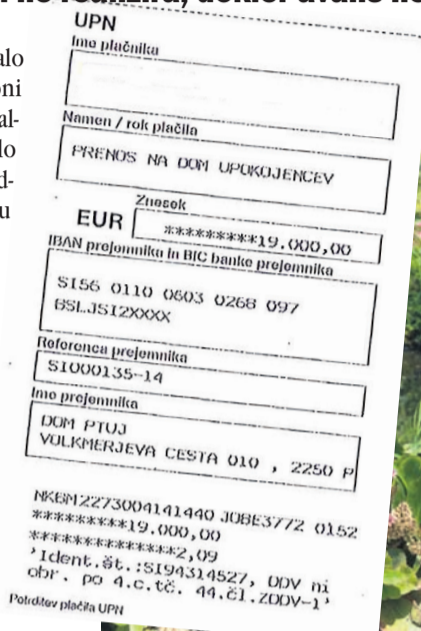 UPN
Ime plačnika
Namen / rok plačila
PRENOS NA DOM UPOKOJENCEV
Znesek
EUR *********19.000,00
IBAN prejemnika in BIC banke prejemnika
SI56 0110 0603 0268 097
BSLJSI2XXXX
Referenca prejemnika
SI000135-14
Ime prejemnika
DOM PTUJ
VOLKMERJEVA CESTA 010 , 2250 P
NKBM2273004141440 JOBE3772 0152
*********19.000,00
**************2,09
'Ident.št.:SI94314527, DDV ni
obr. po 4.c.tč. 44.čl.ZDDV-1'
Potrditev plačila UPN